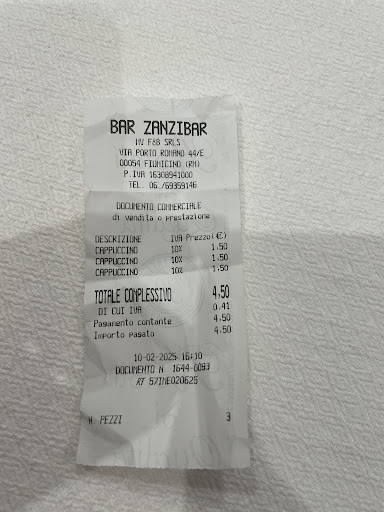 BAR ZANZIBAR
MV F&B SRLS
VIA PORTO ROMANO 44/E
00054 FIUMICINO (RM)
P.IVA 16308941000
TEL. 06./69359146
DOCUMENTO COMMERCIALE
di vendita o prestazione
DESCRIZIONE IVA Prezzo(€)
CAPPUCCINO 10% 1,50
CAPPUCCINO 10% 1,50
CAPPUCCINO 10% 1,50
TOTALE COMPLESSIVO 4,50
DI CUI IVA 0,41
Pagamento contante 4,50
Importo pagato 4,50
10-02-2025 16:10
DOCUMENTO N. 1644-0093
RT 57IME020625
N PEZZI 3